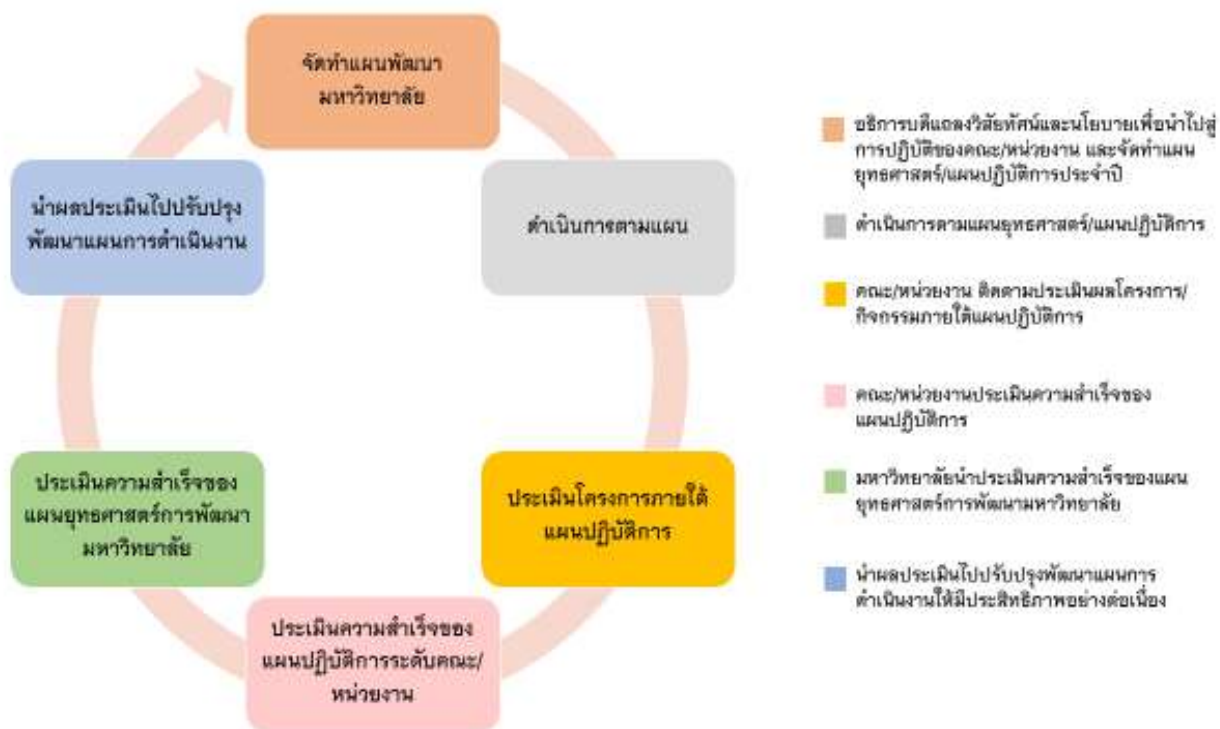 จัดทำแผนพัฒนา
มหาวิทยาลัย
ดำเนินการตามแผน
ประเมินโครงการภายใต้
แผนปฏิบัติการ
ประเมินความสำเร็จของ
แผนปฏิบัติการระดับคณะ/
หน่วยงาน
ประเมินความสำเร็จของ
แผนยุทธศาสตร์การพัฒนา
มหาวิทยาลัย
นำผลประเมินไปปรับปรุง
พัฒนาแผนการดำเนินงาน
อธิการบดีแถลงวิสัยทัศน์และนโยบายเพื่อนำไปสู่
การปฏิบัติของคณะ/หน่วยงาน และจัดทำแผน
ยุทธศาสตร์/แผนปฏิบัติการประจำปี
ดำเนินการตามแผนยุทธศาสตร์/แผนปฏิบัติการ
คณะ/หน่วยงาน ติดตามประเมินผลโครงการ/
กิจกรรมภายใต้แผนปฏิบัติการ
คณะ/หน่วยงานประเมินความสำเร็จของ
แผนปฏิบัติการ
มหาวิทยาลัยนำประเมินความสำเร็จของแผน
ยุทธศาสตร์การพัฒนามหาวิทยาลัย
นำผลประเมินไปปรับปรุงพัฒนาแผนการ
ดำเนินงานให้มีประสิทธิภาพอย่างต่อเนื่อง